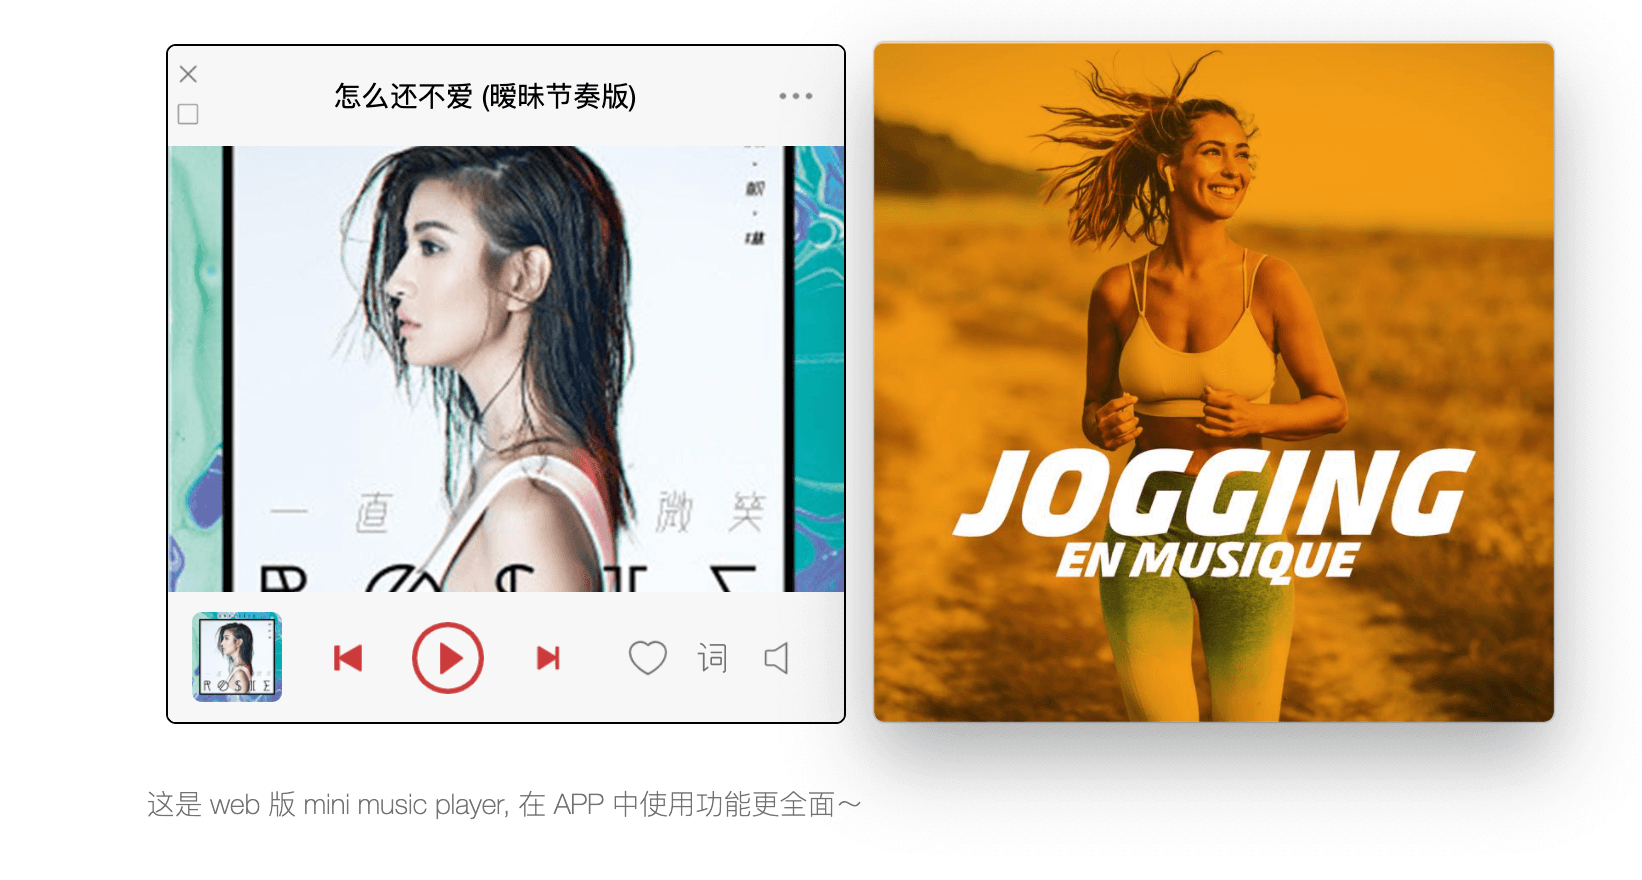 怎么还不爱 (暧昧节奏版)
一直微笑
ROSIE
词
ROSIE
JOGGING
EN MUSIQUE
这是 web 版 mini music player, 在 APP 中使用功能更全面～